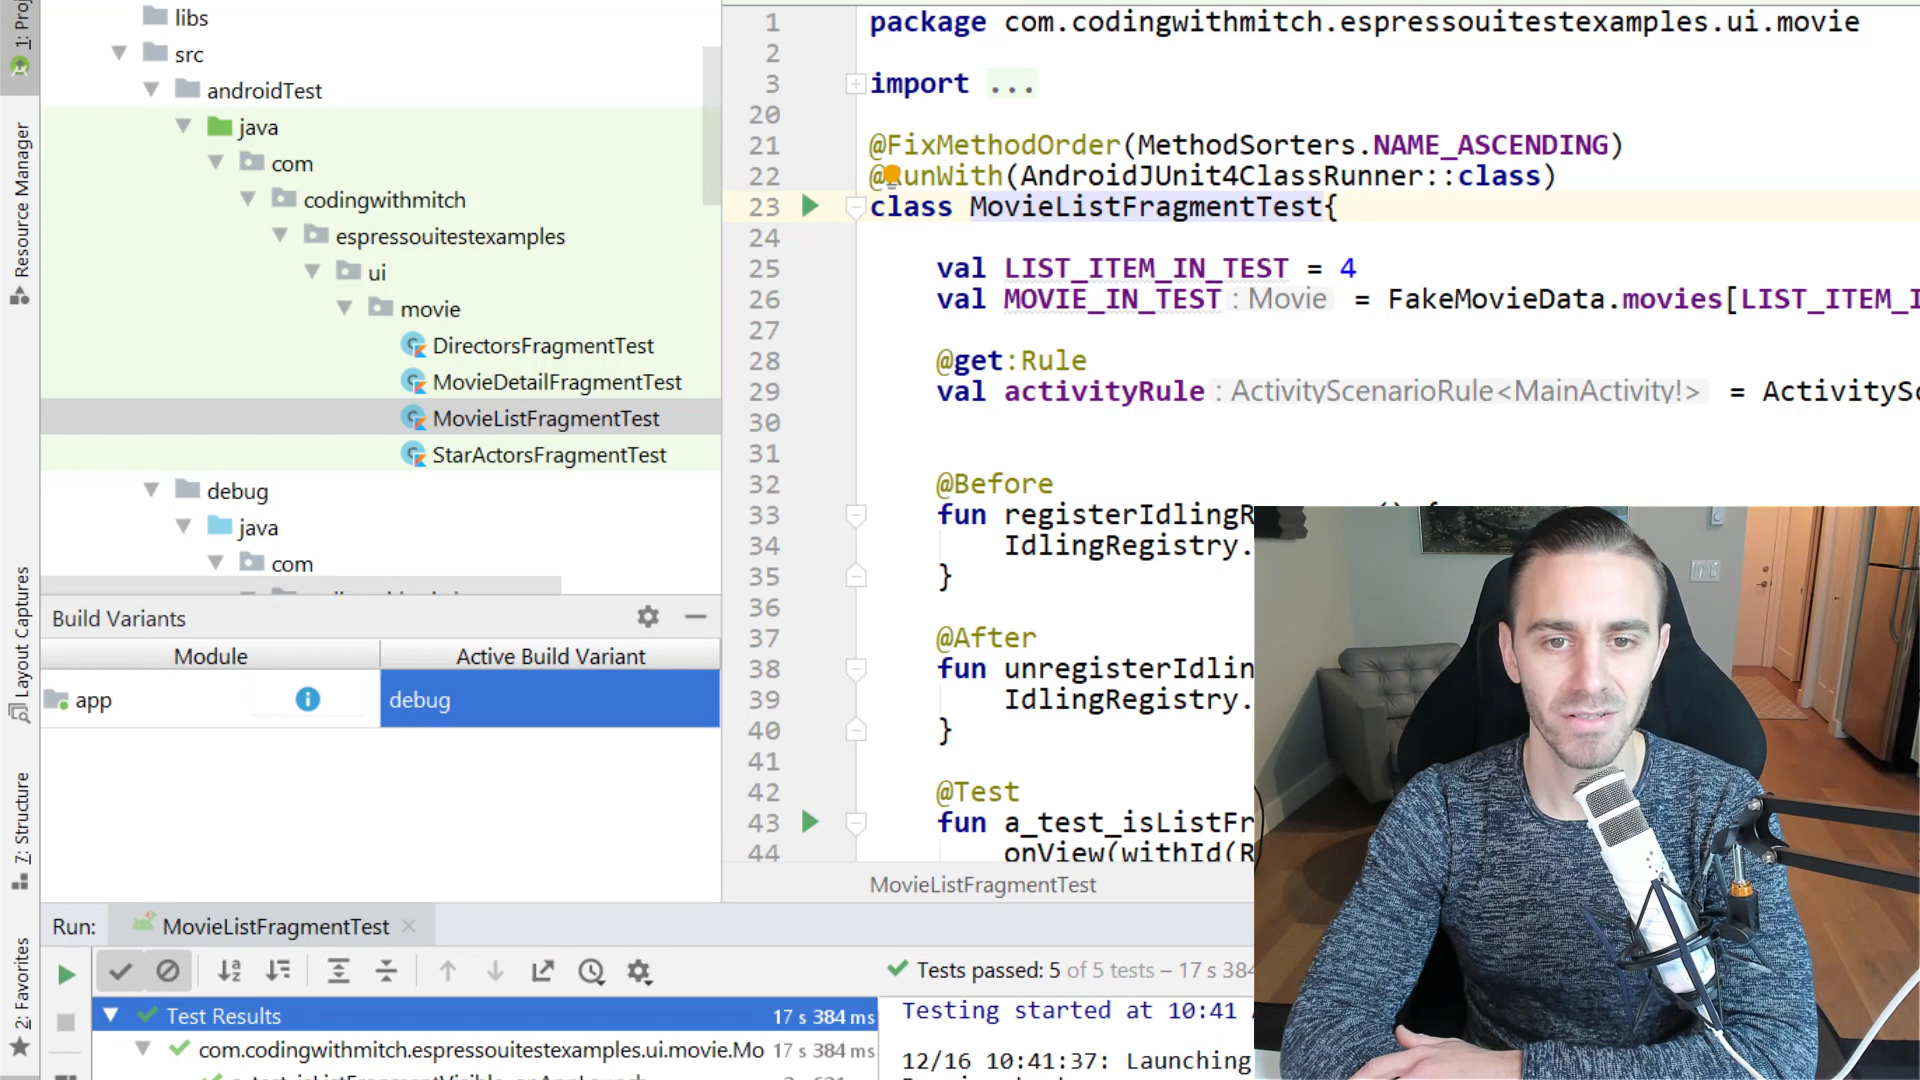 1: Proj
Resource Manager
Layout Captures
7: Structure
2: Favorites
libs
src
androidTest
java
com
codingwithmitch
espressouitestexamples
ui
movie
DirectorsFragmentTest
MovieDetailFragmentTest
MovieListFragmentTest
StarActorsFragmentTest
debug
java
com
Build Variants
Module Active Build Variant
app debug
1 package com.codingwithmitch.espressouitestexamples.ui.movie
2
3 import ...
20
21 @FixMethodOrder(MethodSorters.NAME_ASCENDING)
22 @RunWith(AndroidJUnit4ClassRunner::class)
23 class MovieListFragmentTest{
24
25 val LIST_ITEM_IN_TEST = 4
26 val MOVIE_IN_TEST : Movie = FakeMovieData.movies[LIST_ITEM_I
27
28 @get:Rule
29 val activityRule : ActivityScenarioRule<MainActivity!> = ActivitySc
30
31
32 @Before
33 fun registerIdlingR () {
34 IdlingRegistry.
35 }
36
37 @After
38 fun unregisterIdlin
39 IdlingRegistry.
40 }
41
42 @Test
43 fun a_test_isListFr
44 onView(withId(R
MovieListFragmentTest
Run: MovieListFragmentTest
Tests passed: 5 of 5 tests – 17 s 384
Test Results 17 s 384 ms
com.codingwithmitch.espressouitestexamples.ui.movie.Mo 17 s 384 ms
Testing started at 10:41
12/16 10:41:37: Launching